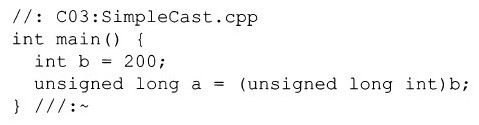 //: C03:SimpleCast.cpp
int main() {
  int b = 200;
  unsigned long a = (unsigned long int)b;
} ///:~